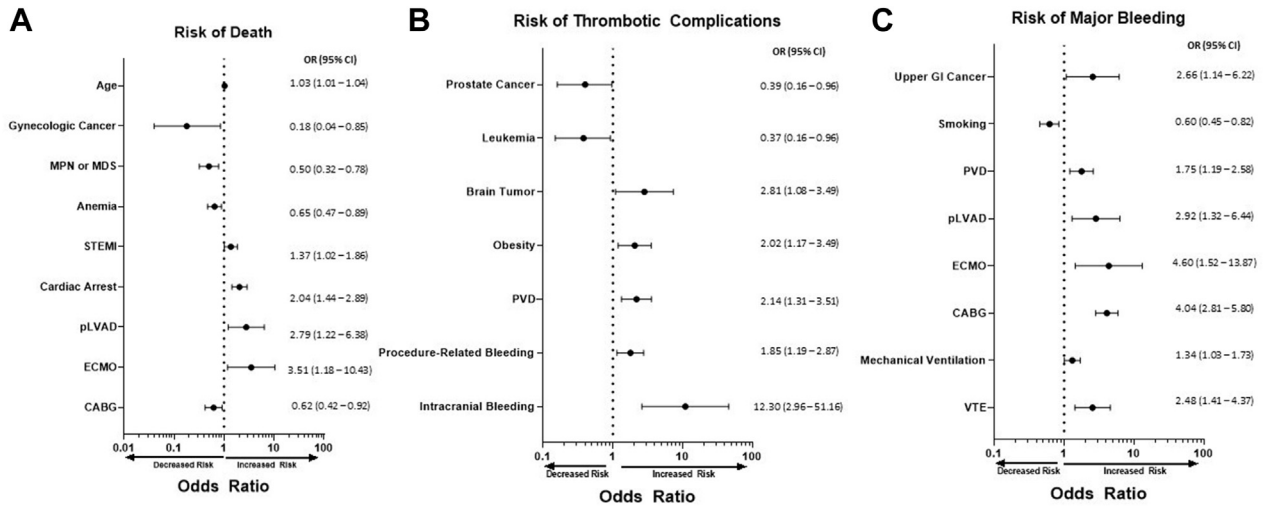 A
Risk of Death
OR (95% CI)
Age 1.03 (1.01 – 1.04)
Gynecologic Cancer 0.18 (0.04 – 0.85)
MPN or MDS 0.50 (0.32 – 0.78)
Anemia 0.65 (0.47 – 0.89)
STEMI 1.37 (1.02 – 1.86)
Cardiac Arrest 2.04 (1.44 – 2.89)
pLVAD 2.79 (1.22 – 6.38)
ECMO 3.51 (1.18 – 10.43)
CABG 0.62 (0.42 – 0.92)
0.01 0.1 1 10 100
Decreased Risk Increased Risk
Odds Ratio
B
Risk of Thrombotic Complications
OR (95% CI)
Prostate Cancer 0.39 (0.16 – 0.96)
Leukemia 0.37 (0.16 – 0.96)
Brain Tumor 2.81 (1.08 – 3.49)
Obesity 2.02 (1.17 – 3.49)
PVD 2.14 (1.31 – 3.51)
Procedure-Related Bleeding 1.85 (1.19 – 2.87)
Intracranial Bleeding 12.30 (2.96 – 51.16)
0.1 1 10 100
Decreased Risk Increased Risk
Odds Ratio
C
Risk of Major Bleeding
OR (95% CI)
Upper GI Cancer 2.66 (1.14 – 6.22)
Smoking 0.60 (0.45 – 0.82)
PVD 1.75 (1.19 – 2.58)
pLVAD 2.92 (1.32 – 6.44)
ECMO 4.60 (1.52 – 13.87)
CABG 4.04 (2.81 – 5.80)
Mechanical Ventilation 1.34 (1.03 – 1.73)
VTE 2.48 (1.41 – 4.37)
0.1 1 10 100
Decreased Risk Increased Risk
Odds Ratio